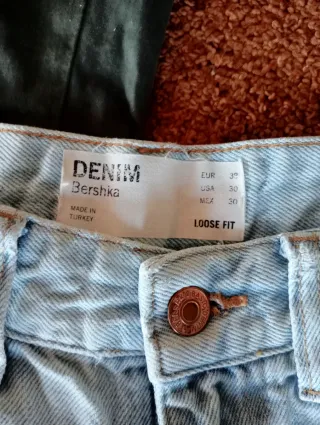 DENIM
Bershka
MADE IN
TURKEY
EUR
USA 30
MEX 30
LOOSE FIT